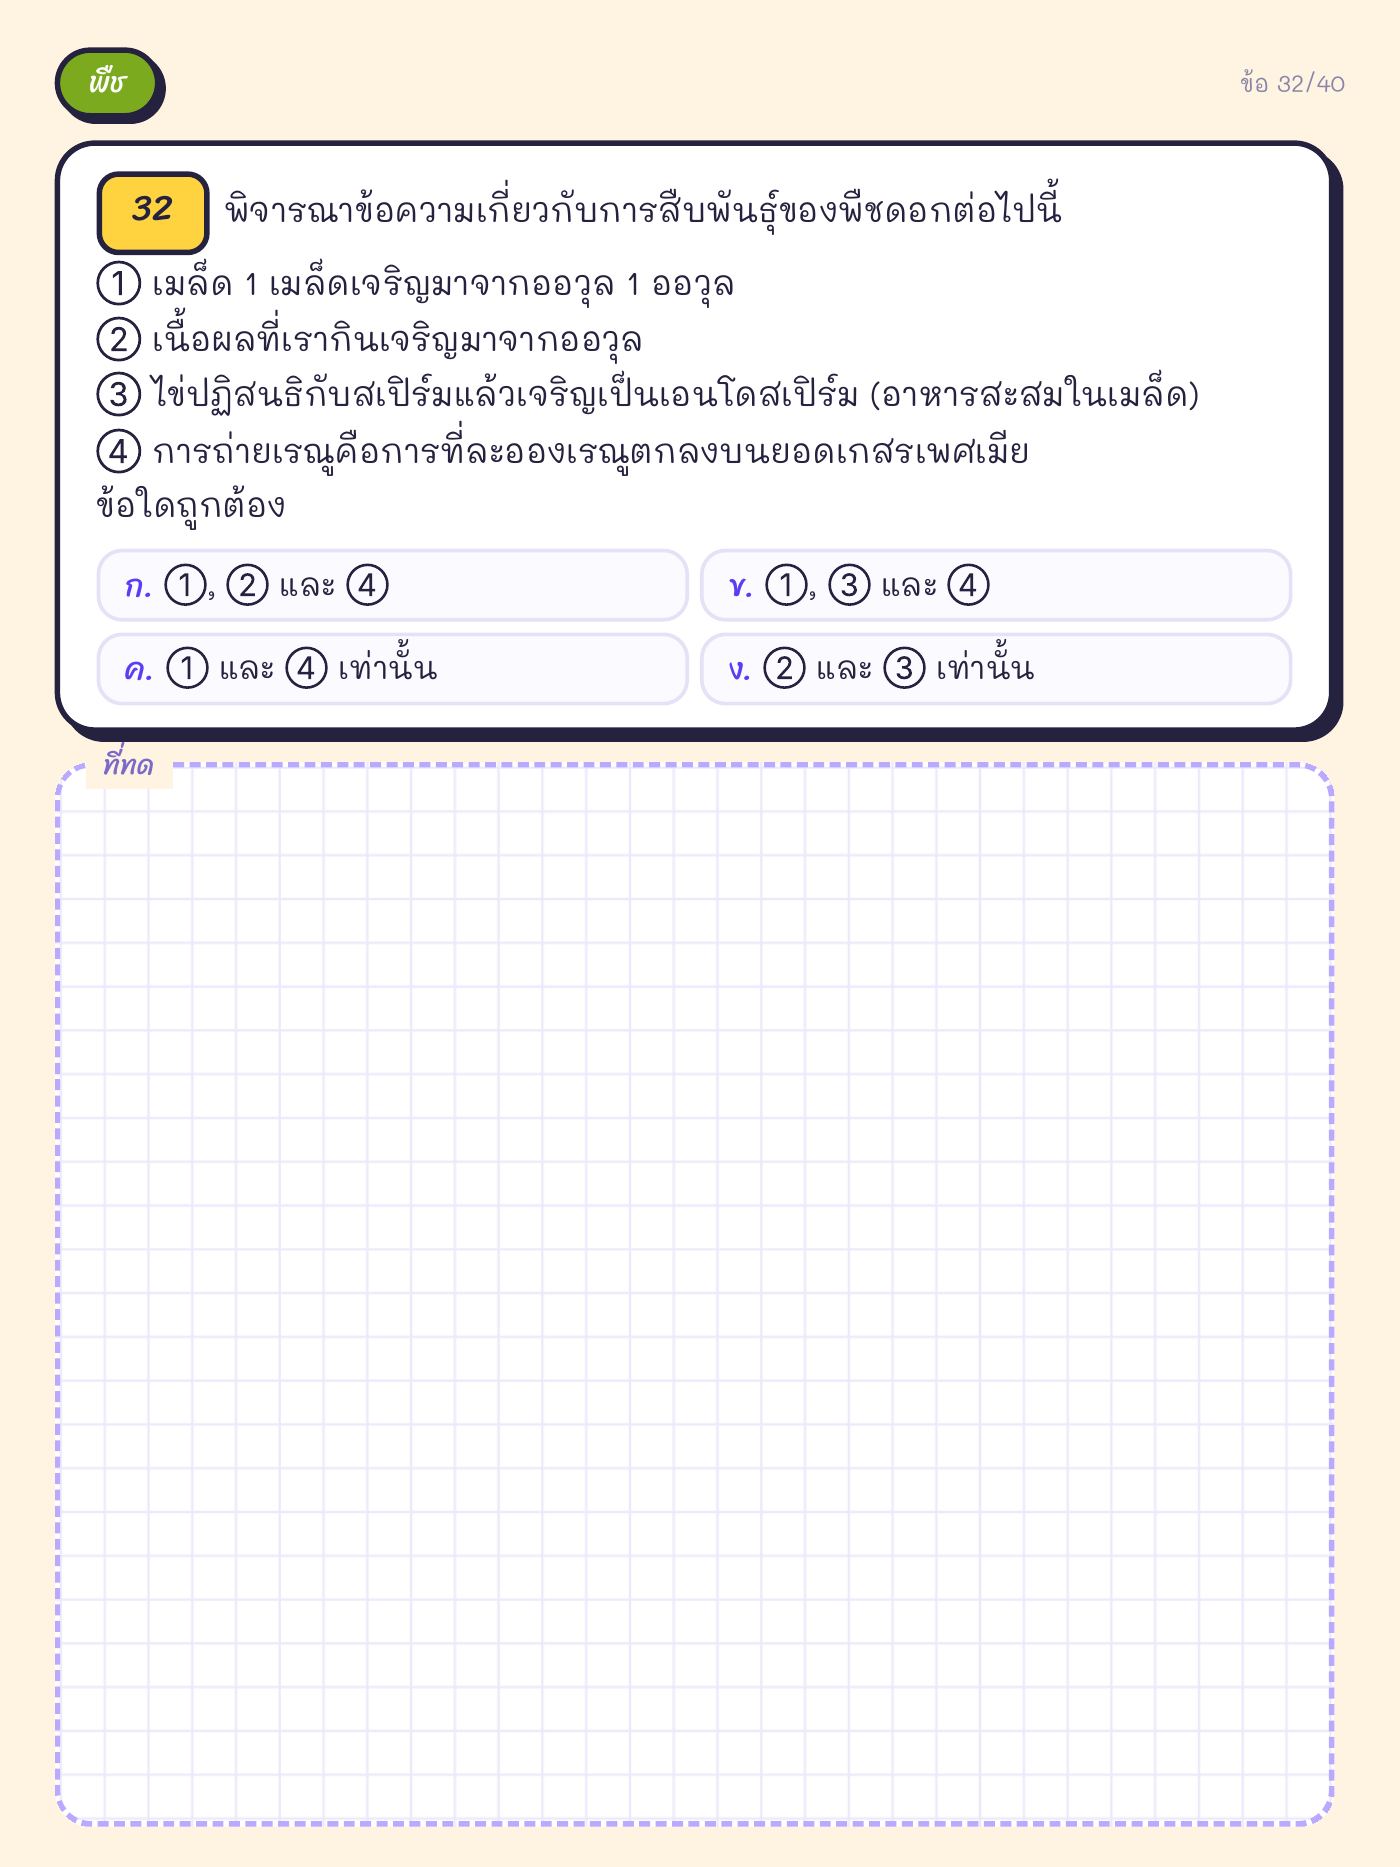 พืช
ข้อ 32/40
32 พิจารณาข้อความเกี่ยวกับการสืบพันธุ์ของพืชดอกต่อไปนี้
① เมล็ด 1 เมล็ดเจริญมาจากออวุล 1 ออวุล
② เนื้อผลที่เรากินเจริญมาจากออวุล
③ ไข่ปฏิสนธิกับสเปิร์มแล้วเจริญเป็นเอนโดสเปิร์ม (อาหารสะสมในเมล็ด)
④ การถ่ายเรณูคือการที่ละอองเรณูตกลงบนยอดเกสรเพศเมีย
ข้อใดถูกต้อง
ก. ①, ② และ ④
ข. ①, ③ และ ④
ค. ① และ ④ เท่านั้น
ง. ② และ ③ เท่านั้น
ที่ทด